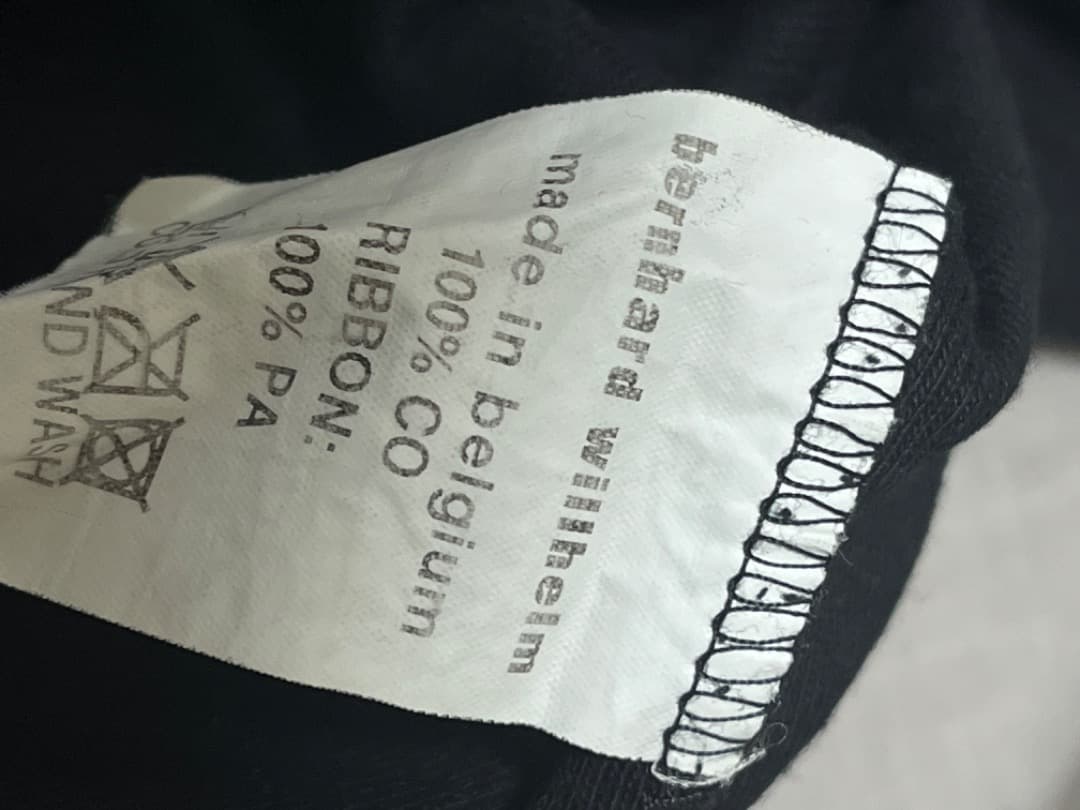 bernhard willhelm
made in belgium
100% CO
RIBBON:
100% PA
ND WASH